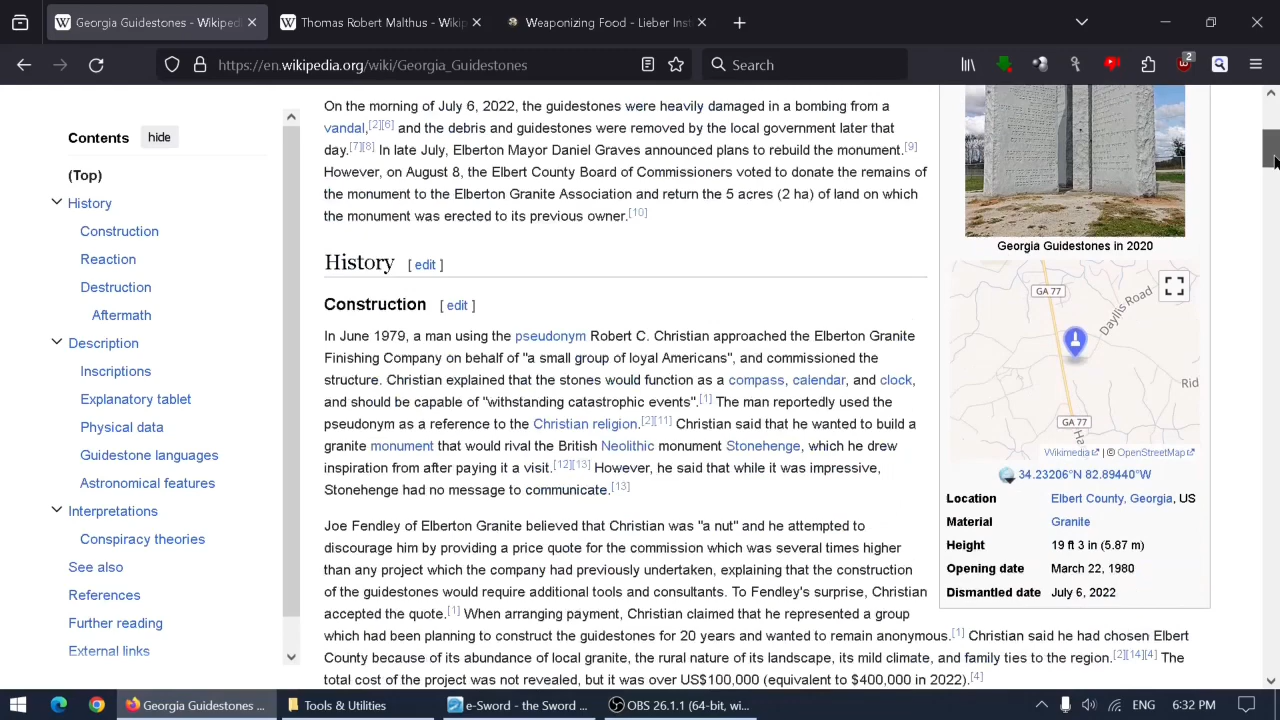 Georgia Guidestones - Wikiped
Thomas Robert Malthus - Wikip
Weaponizing Food - Lieber Inst
https://en.wikipedia.org/wiki/Georgia_Guidestones
Search
2
Contents
hide
(Top)
History
Construction
Reaction
Destruction
Aftermath
Description
Inscriptions
Explanatory tablet
Physical data
Guidestone languages
Astronomical features
Interpretations
Conspiracy theories
See also
References
Further reading
External links
On the morning of July 6, 2022, the guidestones were heavily damaged in a bombing from a
vandal,[2][6] and the debris and guidestones were removed by the local government later that
day.[7][8] In late July, Elberton Mayor Daniel Graves announced plans to rebuild the monument.[9]
However, on August 8, the Elbert County Board of Commissioners voted to donate the remains of
the monument to the Elberton Granite Association and return the 5 acres (2 ha) of land on which
the monument was erected to its previous owner.[10]
History [ edit ]
Construction [ edit ]
In June 1979, a man using the pseudonym Robert C. Christian approached the Elberton Granite
Finishing Company on behalf of "a small group of loyal Americans", and commissioned the
structure. Christian explained that the stones would function as a compass, calendar, and clock,
and should be capable of "withstanding catastrophic events".[1] The man reportedly used the
pseudonym as a reference to the Christian religion.[2][11] Christian said that he wanted to build a
granite monument that would rival the British Neolithic monument Stonehenge, which he drew
inspiration from after paying it a visit.[12][13] However, he said that while it was impressive,
Stonehenge had no message to communicate.[13]
Joe Fendley of Elberton Granite believed that Christian was "a nut" and he attempted to
discourage him by providing a price quote for the commission which was several times higher
than any project which the company had previously undertaken, explaining that the construction
of the guidestones would require additional tools and consultants. To Fendley's surprise, Christian
accepted the quote.[1] When arranging payment, Christian claimed that he represented a group
which had been planning to construct the guidestones for 20 years and wanted to remain anonymous.[1] Christian said he had chosen Elbert
County because of its abundance of local granite, the rural nature of its landscape, its mild climate, and family ties to the region.[2][14][4] The
total cost of the project was not revealed, but it was over US$100,000 (equivalent to $400,000 in 2022).[4]
Georgia Guidestones in 2020
GA 77
Dayllis Road
Rid
GA 77
Ha
Wikimedia | © OpenStreetMap
34.23206°N 82.89440°W
Location Elbert County, Georgia, US
Material Granite
Height 19 ft 3 in (5.87 m)
Opening date March 22, 1980
Dismantled date July 6, 2022
Georgia Guidestones ...
Tools & Utilities
e-Sword - the Sword ...
OBS 26.1.1 (64-bit, wi...
ENG
6:32 PM